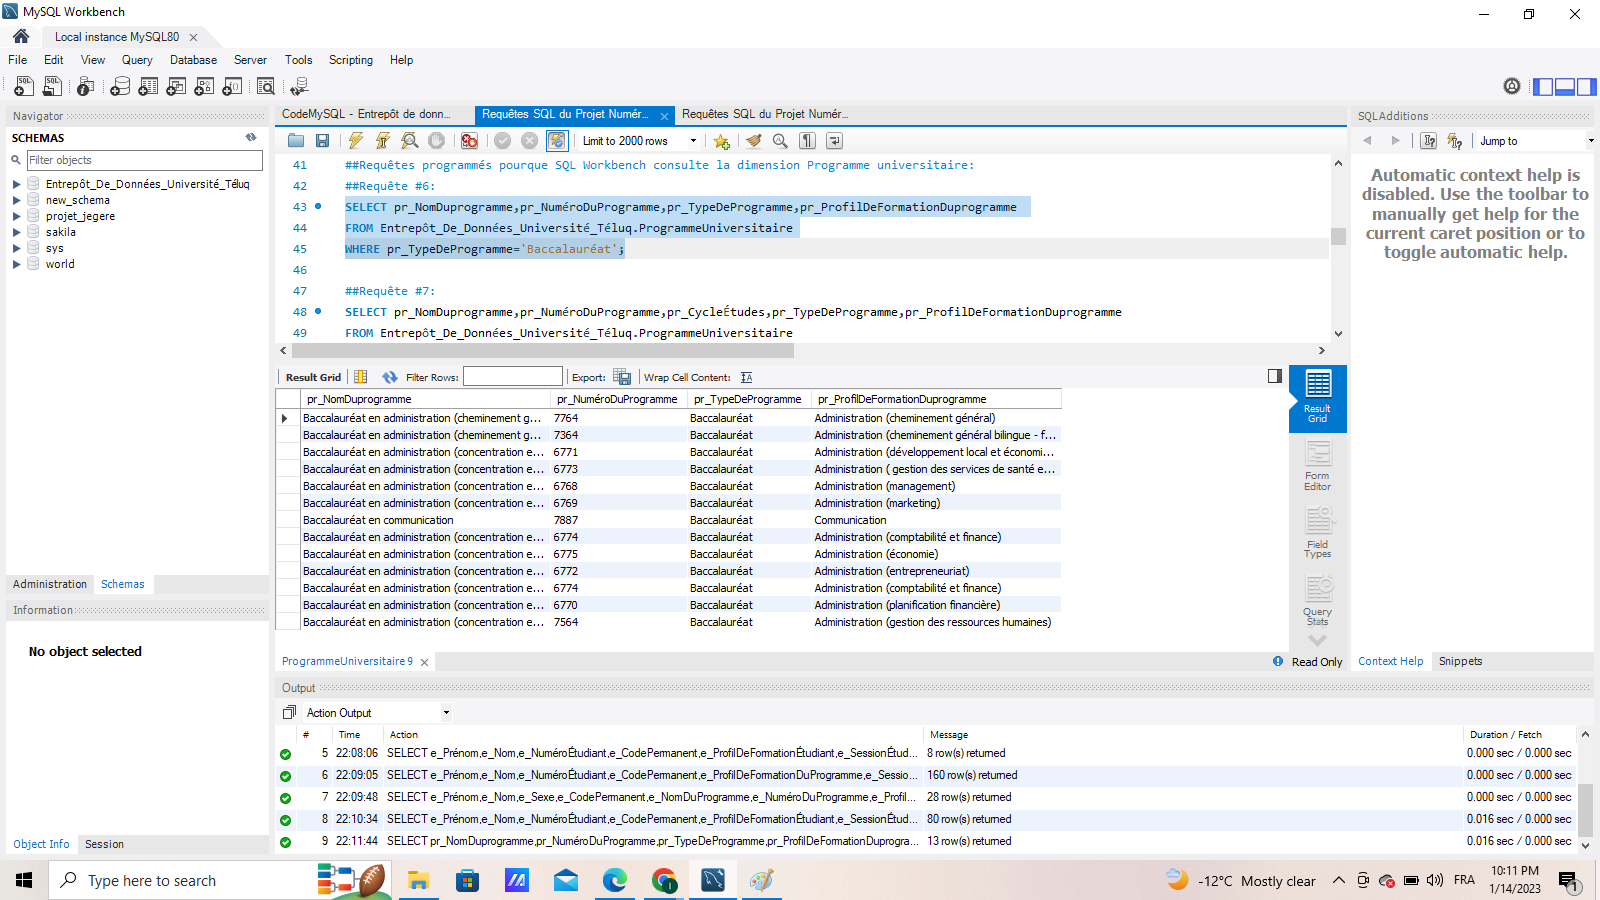 MySQL Workbench
Local instance MySQL80
File Edit View Query Database Server Tools Scripting Help
Navigator
SCHEMAS
Filter objects
Entrepôt_De_Données_Université_Téluq
new_schema
projet_jegere
sakila
sys
world
Administration Schemas
Information
No object selected
Object Info Session
CodeMySQL - Entrepôt de donn... Requêtes SQL du Projet Numér... Requêtes SQL du Projet Numér...
Limit to 2000 rows
41 ##Requêtes programmés pourque SQL Workbench consulte la dimension Programme universitaire:
42 ##Requête #6:
43 SELECT pr_NomDuprogramme,pr_NuméroDuProgramme,pr_TypeDeProgramme,pr_ProfilDeFormationDuprogramme
44 FROM Entrepôt_De_Données_Université_Téluq.ProgrammeUniversitaire
45 WHERE pr_TypeDeProgramme='Baccalauréat';
46
47 ##Requête #7:
48 SELECT pr_NomDuprogramme,pr_NuméroDuProgramme,pr_CycleÉtudes,pr_TypeDeProgramme,pr_ProfilDeFormationDuprogramme
49 FROM Entrepôt_De_Données_Université_Téluq.ProgrammeUniversitaire
Result Grid Filter Rows: Export: Wrap Cell Content:
pr_NomDuprogramme pr_NuméroDuProgramme pr_TypeDeProgramme pr_ProfilDeFormationDuprogramme
Baccalauréat en administration (cheminement g... 7764 Baccalauréat Administration (cheminement général)
Baccalauréat en administration (cheminement g... 7364 Baccalauréat Administration (cheminement général bilingue - f...
Baccalauréat en administration (concentration e... 6771 Baccalauréat Administration (développement local et économi...
Baccalauréat en administration (concentration e... 6773 Baccalauréat Administration ( gestion des services de santé e...
Baccalauréat en administration (concentration e... 6768 Baccalauréat Administration (management)
Baccalauréat en administration (concentration e... 6769 Baccalauréat Administration (marketing)
Baccalauréat en communication 7887 Baccalauréat Communication
Baccalauréat en administration (concentration e... 6774 Baccalauréat Administration (comptabilité et finance)
Baccalauréat en administration (concentration e... 6775 Baccalauréat Administration (économie)
Baccalauréat en administration (concentration e... 6772 Baccalauréat Administration (entrepreneuriat)
Baccalauréat en administration (concentration e... 6774 Baccalauréat Administration (comptabilité et finance)
Baccalauréat en administration (concentration e... 6770 Baccalauréat Administration (planification financière)
Baccalauréat en administration (concentration e... 7564 Baccalauréat Administration (gestion des ressources humaines)
Result Grid
Form Editor
Field Types
Query Stats
ProgrammeUniversitaire 9 Read Only
SQLAdditions
Jump to
Automatic context help is
disabled. Use the toolbar to
manually get help for the
current caret position or to
toggle automatic help.
Context Help Snippets
Output
Action Output
# Time Action Message Duration / Fetch
5 22:08:06 SELECT e_Prénom,e_Nom,e_NuméroÉtudiant,e_CodePermanent,e_ProfilDeFormationÉtudiant,e_SessionÉtud... 8 row(s) returned 0.000 sec / 0.000 sec
6 22:09:05 SELECT e_Prénom,e_Nom,e_NuméroÉtudiant,e_CodePermanent,e_ProfilDeFormationDuProgramme,e_Sessio... 160 row(s) returned 0.000 sec / 0.000 sec
7 22:09:48 SELECT e_Prénom,e_Nom,e_Sexe,e_CodePermanent,e_NomDuProgramme,e_NuméroDuProgramme,e_Profil... 28 row(s) returned 0.000 sec / 0.000 sec
8 22:10:34 SELECT e_Prénom,e_Nom,e_NuméroÉtudiant,e_CodePermanent,e_ProfilDeFormationÉtudiant,e_SessionÉtud... 80 row(s) returned 0.016 sec / 0.000 sec
9 22:11:44 SELECT pr_NomDuprogramme,pr_NuméroDuProgramme,pr_TypeDeProgramme,pr_ProfilDeFormationDuprogra... 13 row(s) returned 0.016 sec / 0.000 sec
Type here to search
-12°C Mostly clear
FRA
10:11 PM
1/14/2023
1